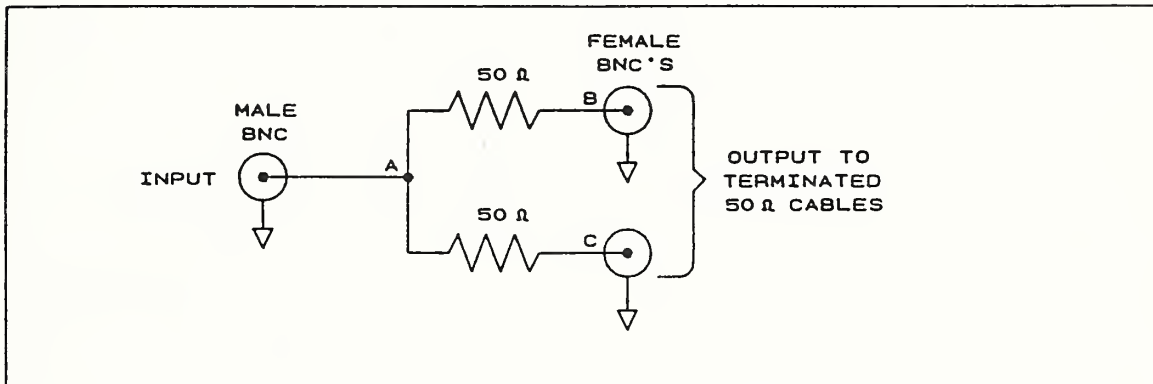 FEMALE
BNC'S
50 Ω
B
MALE
BNC
INPUT
A
OUTPUT TO
TERMINATED
50 Ω CABLES
50 Ω
C